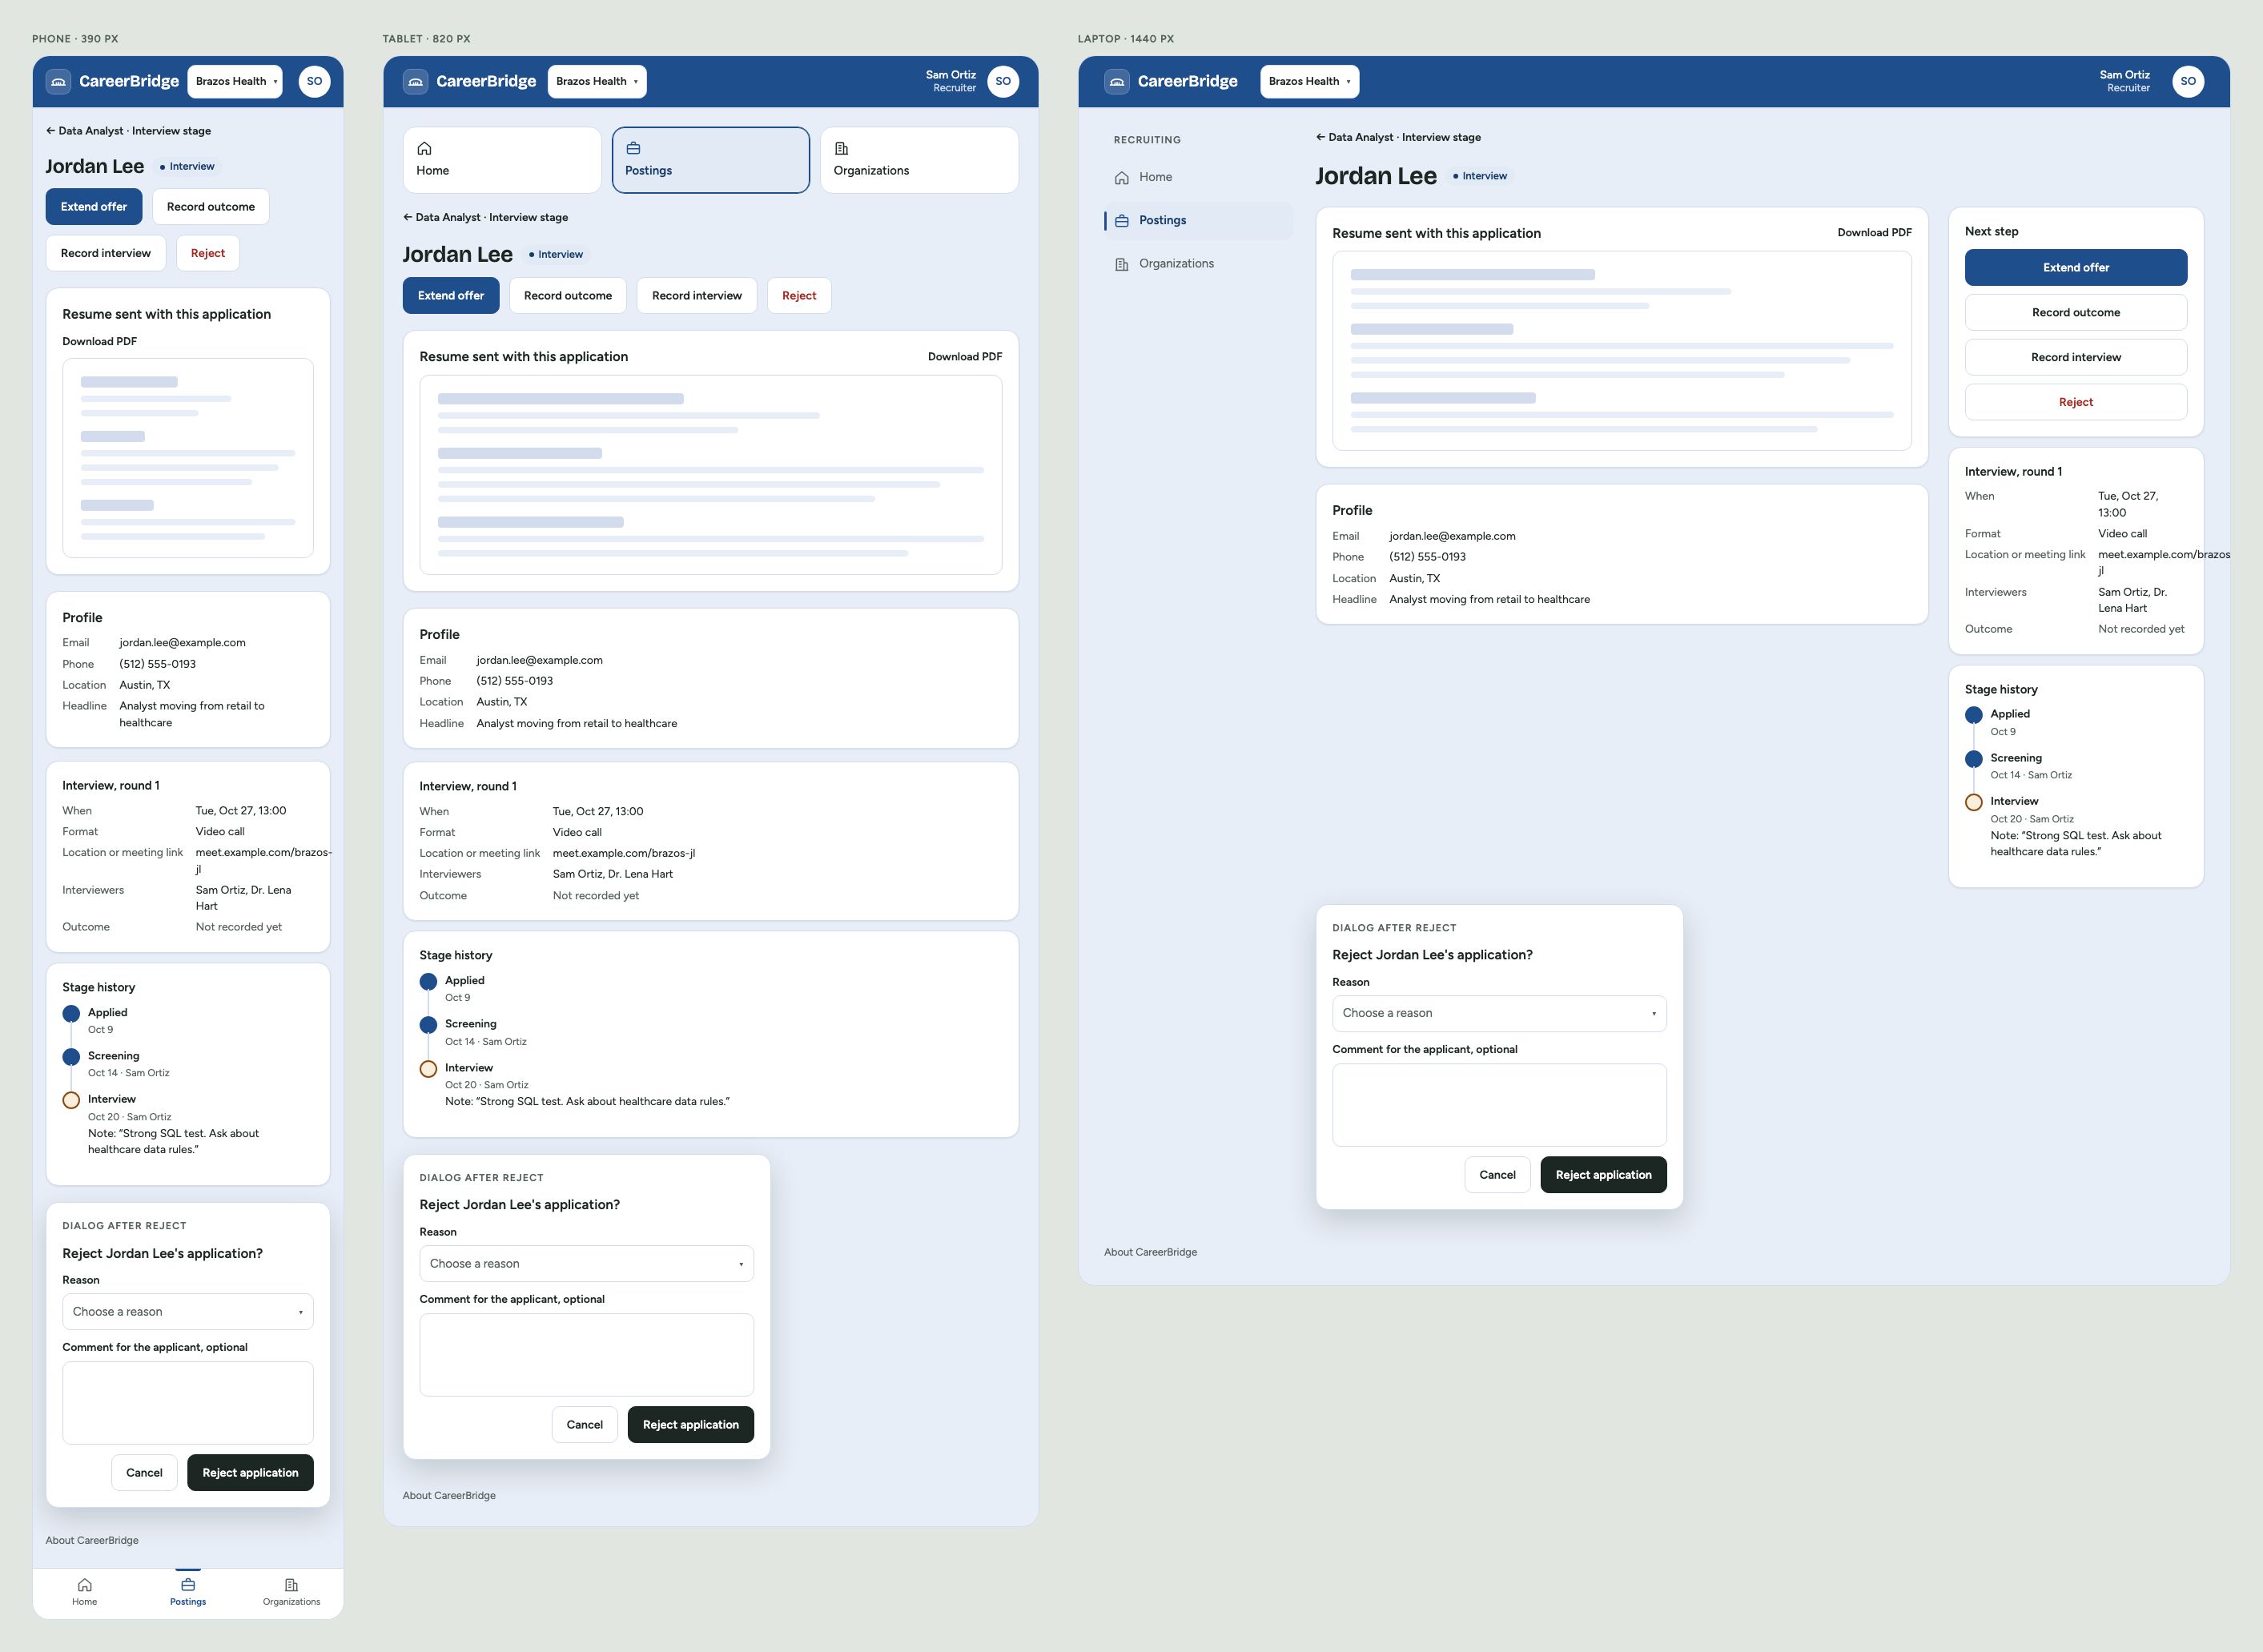 PHONE · 390 PX
CareerBridge
Brazos Health
SO
← Data Analyst · Interview stage
Jordan Lee
Interview
Extend offer
Record outcome
Record interview
Reject
Resume sent with this application
Download PDF
Profile
Email jordan.lee@example.com
Phone (512) 555-0193
Location Austin, TX
Headline Analyst moving from retail to
healthcare
Interview, round 1
When Tue, Oct 27, 13:00
Format Video call
Location or meeting link meet.example.com/brazos-
jl
Interviewers Sam Ortiz, Dr. Lena
Hart
Outcome Not recorded yet
Stage history
Applied
Oct 9
Screening
Oct 14 · Sam Ortiz
Interview
Oct 20 · Sam Ortiz
Note: “Strong SQL test. Ask about
healthcare data rules.”
DIALOG AFTER REJECT
Reject Jordan Lee's application?
Reason
Choose a reason
Comment for the applicant, optional
Cancel
Reject application
About CareerBridge
Home
Postings
Organizations
TABLET · 820 PX
CareerBridge
Brazos Health
Sam Ortiz
Recruiter
SO
Home
Postings
Organizations
← Data Analyst · Interview stage
Jordan Lee
Interview
Extend offer
Record outcome
Record interview
Reject
Resume sent with this application
Download PDF
Profile
Email jordan.lee@example.com
Phone (512) 555-0193
Location Austin, TX
Headline Analyst moving from retail to healthcare
Interview, round 1
When Tue, Oct 27, 13:00
Format Video call
Location or meeting link meet.example.com/brazos-jl
Interviewers Sam Ortiz, Dr. Lena Hart
Outcome Not recorded yet
Stage history
Applied
Oct 9
Screening
Oct 14 · Sam Ortiz
Interview
Oct 20 · Sam Ortiz
Note: “Strong SQL test. Ask about healthcare data rules.”
DIALOG AFTER REJECT
Reject Jordan Lee's application?
Reason
Choose a reason
Comment for the applicant, optional
Cancel
Reject application
About CareerBridge
LAPTOP · 1440 PX
CareerBridge
Brazos Health
Sam Ortiz
Recruiter
SO
RECRUITING
Home
Postings
Organizations
← Data Analyst · Interview stage
Jordan Lee
Interview
Resume sent with this application
Download PDF
Profile
Email jordan.lee@example.com
Phone (512) 555-0193
Location Austin, TX
Headline Analyst moving from retail to healthcare
Next step
Extend offer
Record outcome
Record interview
Reject
Interview, round 1
When Tue, Oct 27,
13:00
Format Video call
Location or meeting link meet.example.com/brazos
jl
Interviewers Sam Ortiz, Dr.
Lena Hart
Outcome Not recorded yet
Stage history
Applied
Oct 9
Screening
Oct 14 · Sam Ortiz
Interview
Oct 20 · Sam Ortiz
Note: “Strong SQL test. Ask about
healthcare data rules.”
DIALOG AFTER REJECT
Reject Jordan Lee's application?
Reason
Choose a reason
Comment for the applicant, optional
Cancel
Reject application
About CareerBridge